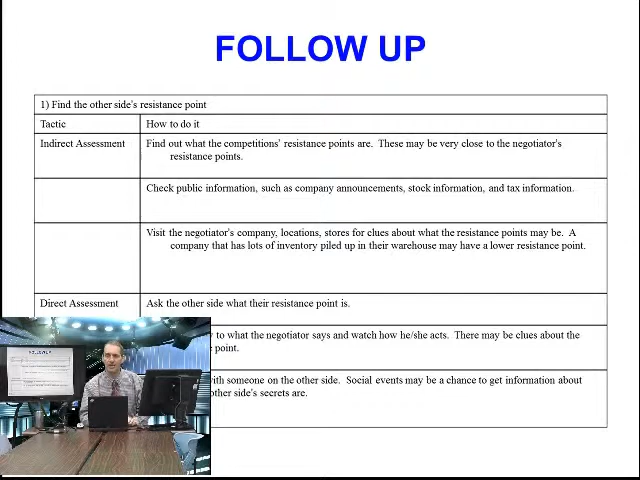 FOLLOW UP
1) Find the other side's resistance point
Tactic How to do it
Indirect Assessment Find out what the competitions' resistance points are. These may be very close to the negotiator's
resistance points.
Check public information, such as company announcements, stock information, and tax information.
Visit the negotiator's company, locations, stores for clues about what the resistance points may be. A
company that has lots of inventory piled up in their warehouse may have a lower resistance point.
Direct Assessment Ask the other side what their resistance point is.
to what the negotiator says and watch how he/she acts. There may be clues about the
point.
with someone on the other side. Social events may be a chance to get information about
other side's secrets are.
FOLLOW UP